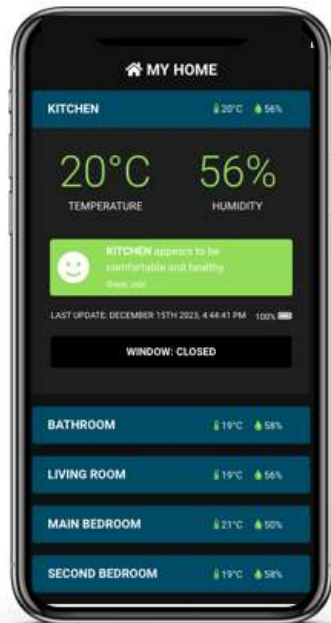 MY HOME
KITCHEN 20°C 56%
20°C 56%
TEMPERATURE HUMIDITY
KITCHEN appears to be
comfortable and healthy
Great Job!
LAST UPDATE: DECEMBER 15TH 2023, 4:44:41 PM 100%
WINDOW: CLOSED
BATHROOM 19°C 58%
LIVING ROOM 19°C 56%
MAIN BEDROOM 21°C 50%
SECOND BEDROOM 19°C 58%